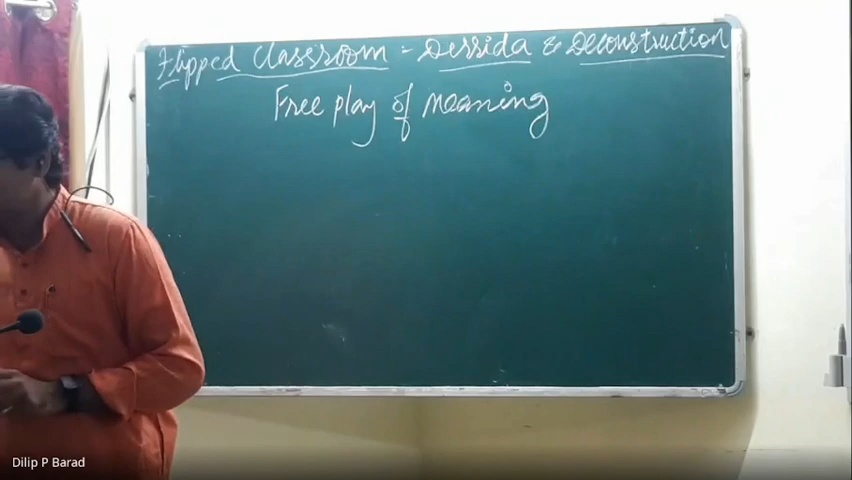 Flipped Classroom - Derrida & Deconstruction
Free play of Meaning
Dilip P Barad